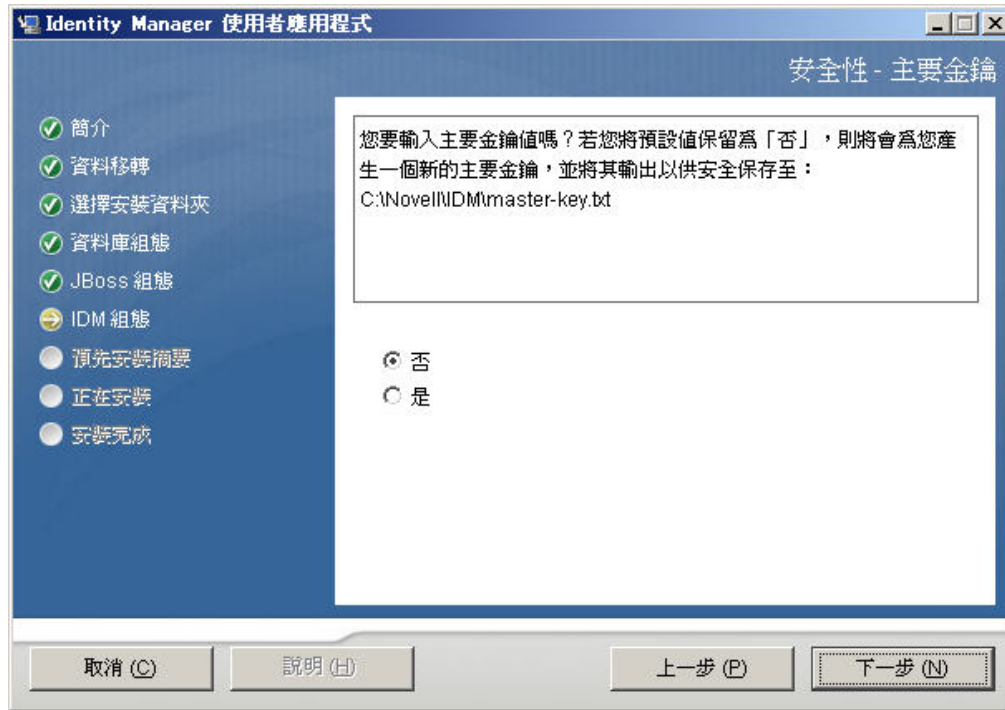 Identity Manager 使用者應用程式
安全性 - 主要金鑰
簡介
資料移轉
選擇安裝資料夾
資料庫組態
JBoss 組態
IDM 組態
預先安裝摘要
正在安裝
安裝完成
您要輸入主要金鑰值嗎？若您將預設值保留為「否」，則將會為您產
生一個新的主要金鑰，並將其輸出以供安全保存至：
C:\Novell\IDM\master-key.txt
否
是
取消 (C)
說明 (H)
上一步 (P)
下一步 (N)